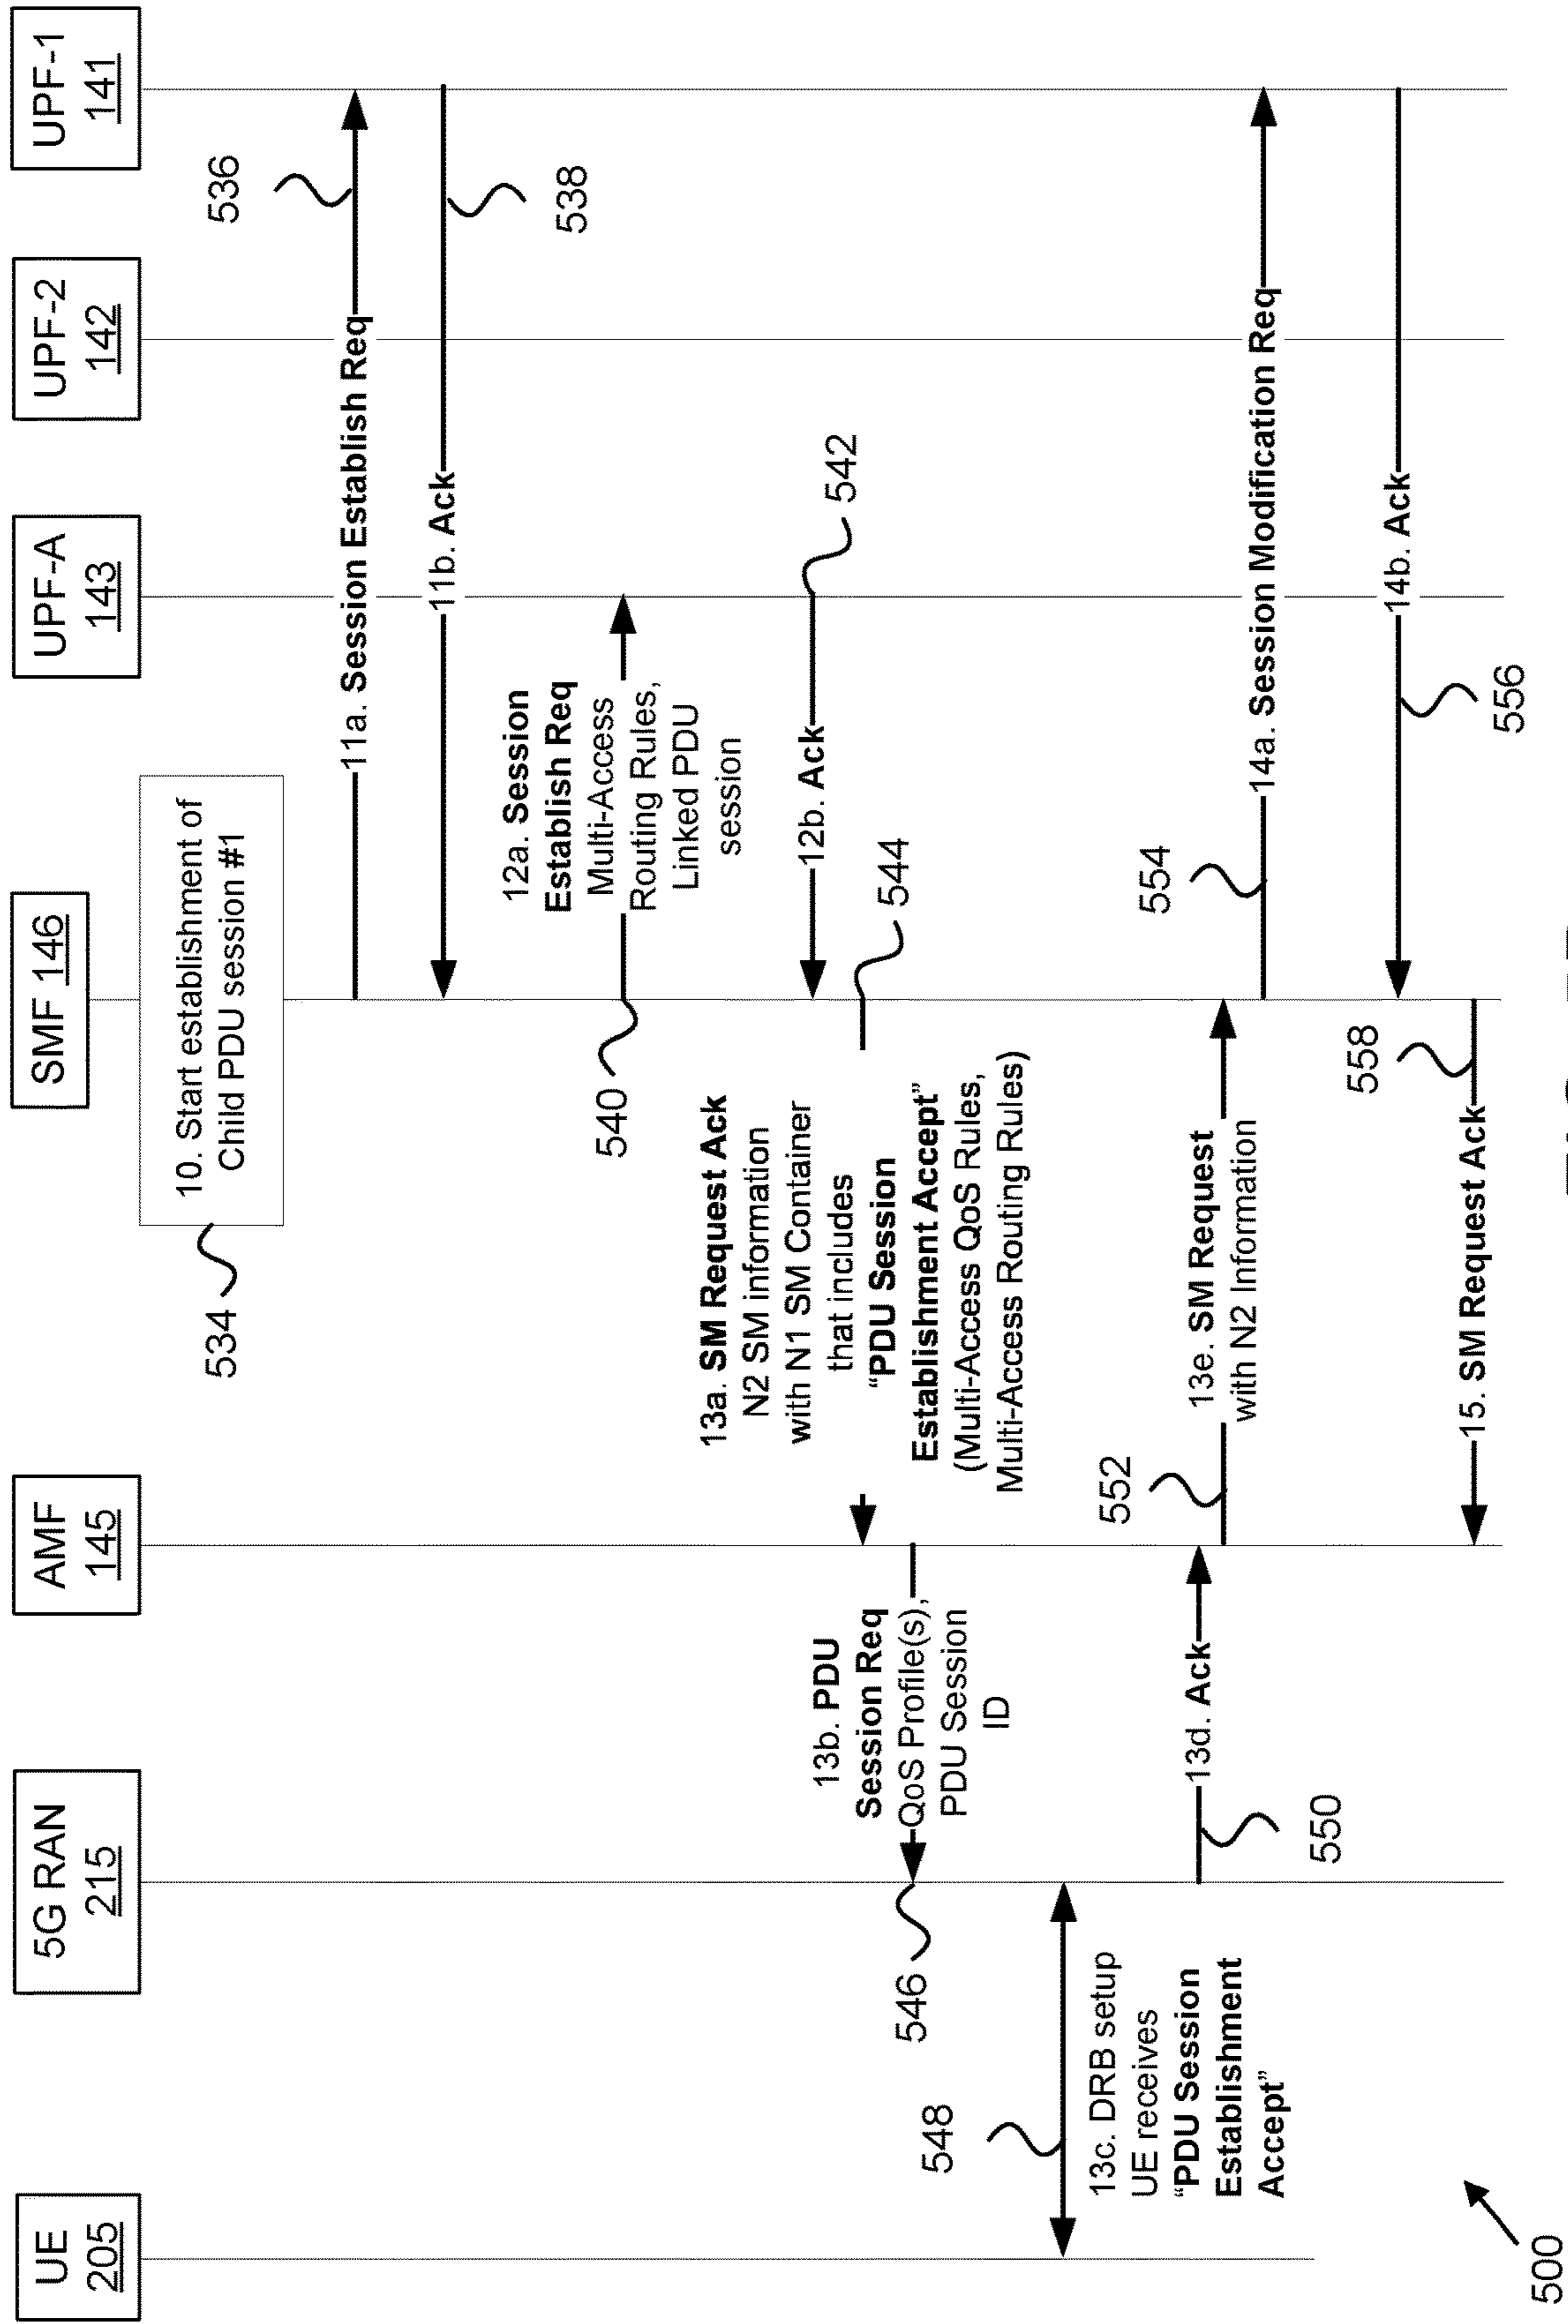 UE
205
5G RAN
215
AMF
145
SMF 146
UPF-A
143
UPF-2
142
UPF-1
141
534
10. Start establishment of
Child PDU session #1
11a. Session Establish Req
536
11b. Ack
538
12a. Session
Establish Req
Multi-Access
Routing Rules,
Linked PDU
session
540
12b. Ack
542
13a. SM Request Ack
N2 SM information
with N1 SM Container
that includes
“PDU Session
Establishment Accept”
(Multi-Access QoS Rules,
Multi-Access Routing Rules)
544
13b. PDU
Session Req
QoS Profile(s),
PDU Session
ID
546
548
13c. DRB setup
UE receives
“PDU Session
Establishment
Accept”
13d. Ack
550
552
13e. SM Request
with N2 Information
554
14a. Session Modification Req
14b. Ack
556
558
15. SM Request Ack
500